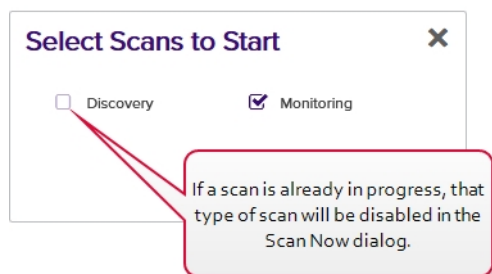 Select Scans to Start
Discovery
Monitoring
If a scan is already in progress, that
type of scan will be disabled in the
Scan Now dialog.